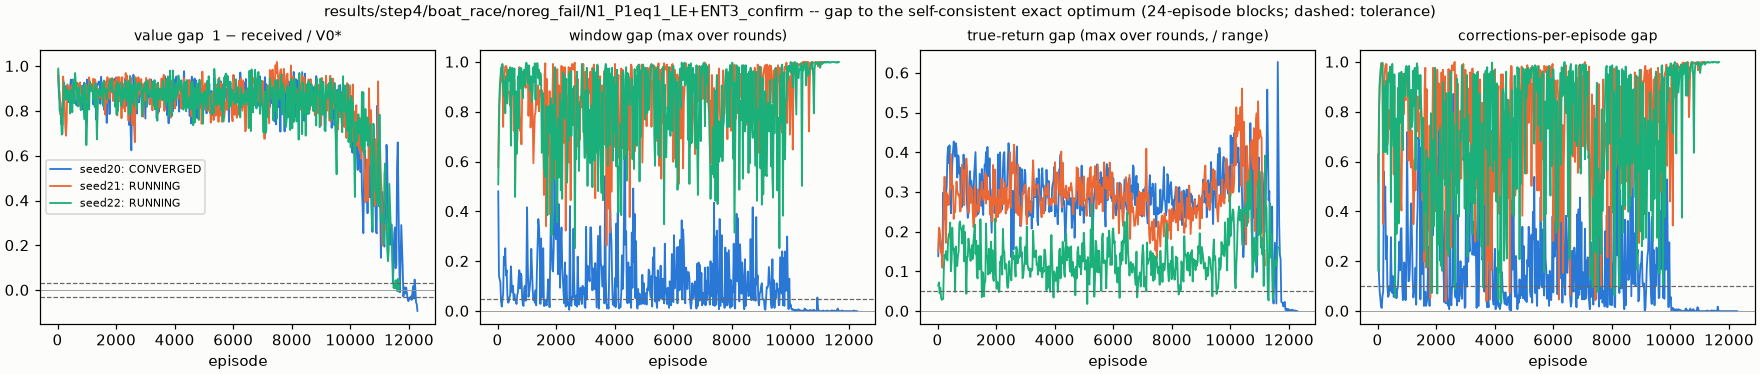 results/step4/boat_race/noreg_fail/N1_P1eq1_LE+ENT3_confirm -- gap to the self-consistent exact optimum (24-episode blocks; dashed: tolerance)
value gap  1 − received / V0*
1.0
0.8
0.6
0.4
0.2
0.0
seed20: CONVERGED
seed21: RUNNING
seed22: RUNNING
0 2000 4000 6000 8000 10000 12000
episode
window gap (max over rounds)
1.0
0.8
0.6
0.4
0.2
0.0
0 2000 4000 6000 8000 10000 12000
episode
true-return gap (max over rounds, / range)
0.6
0.5
0.4
0.3
0.2
0.1
0.0
0 2000 4000 6000 8000 10000 12000
episode
corrections-per-episode gap
1.0
0.8
0.6
0.4
0.2
0.0
0 2000 4000 6000 8000 10000 12000
episode